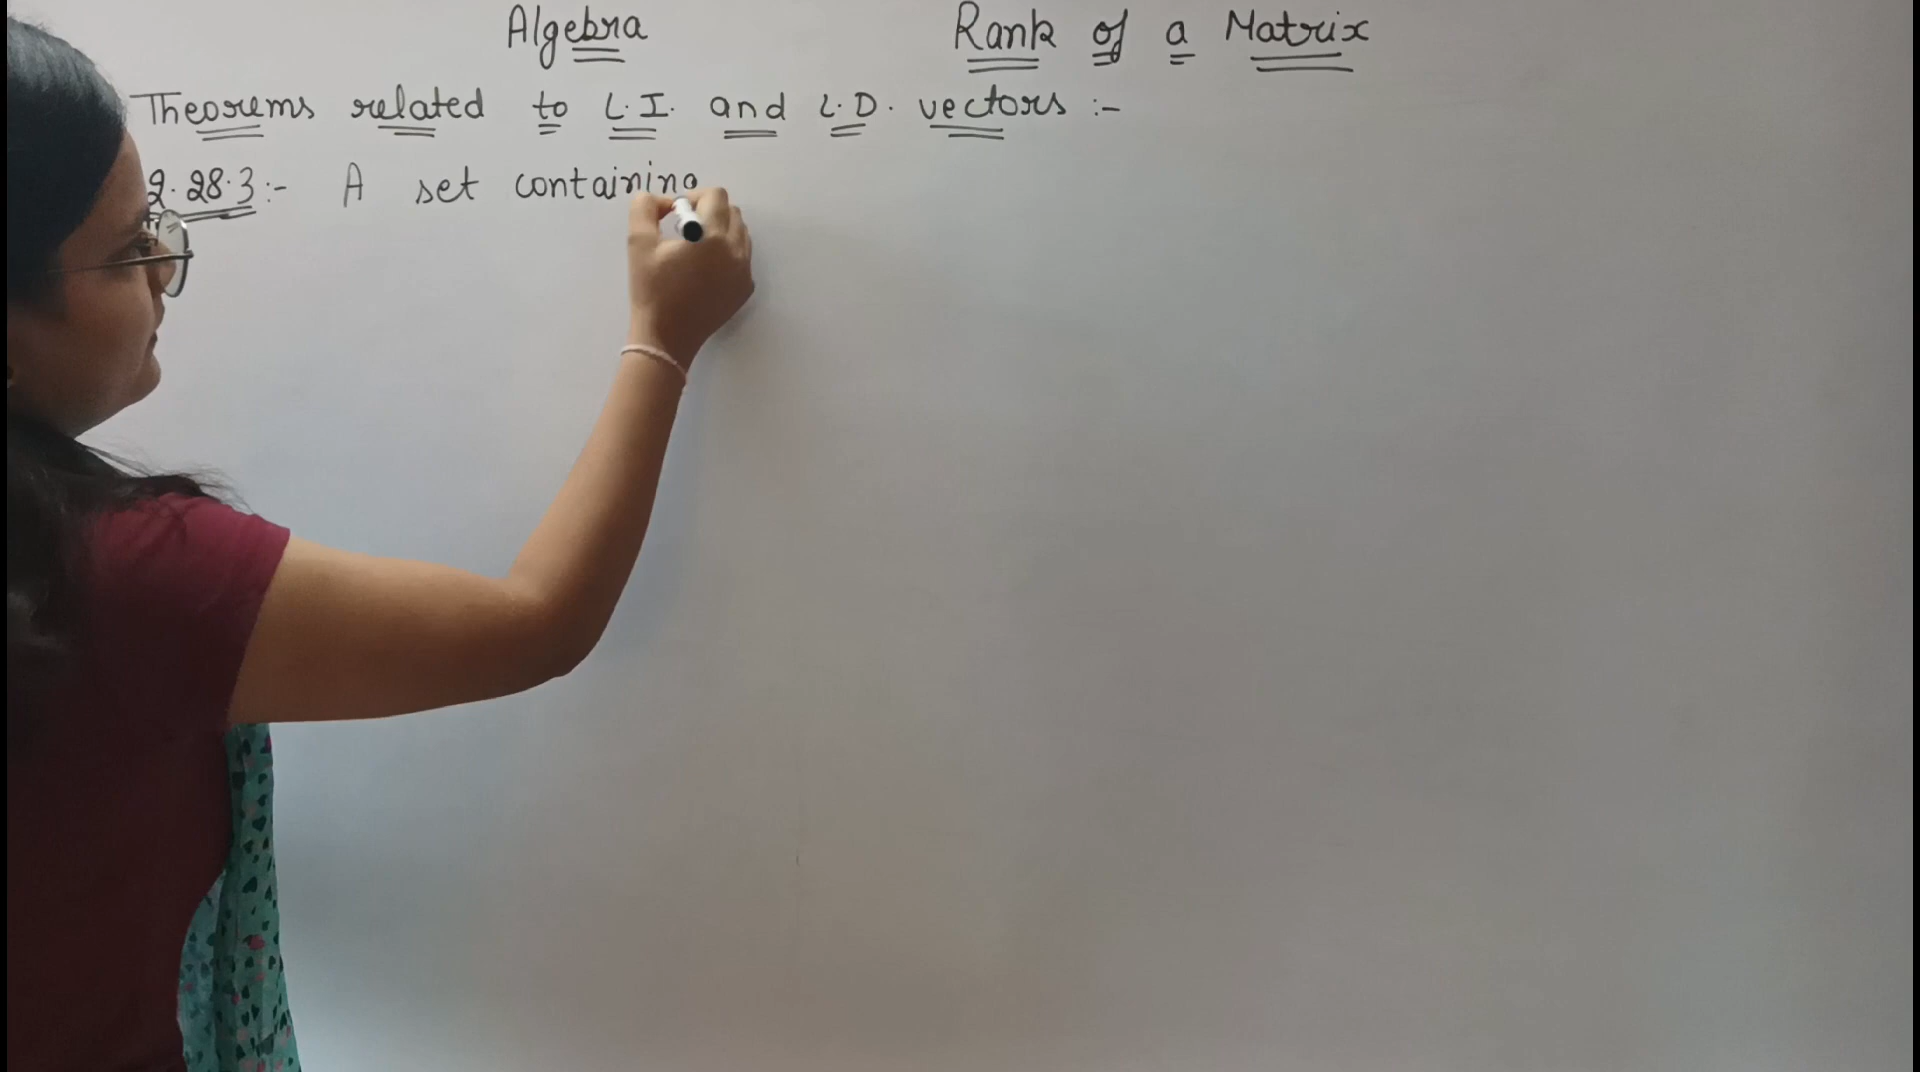 Algebra Rank of a Matrix
Theorems related to L.I. and L.D. vectors :-
2.28.3 :- A set containing